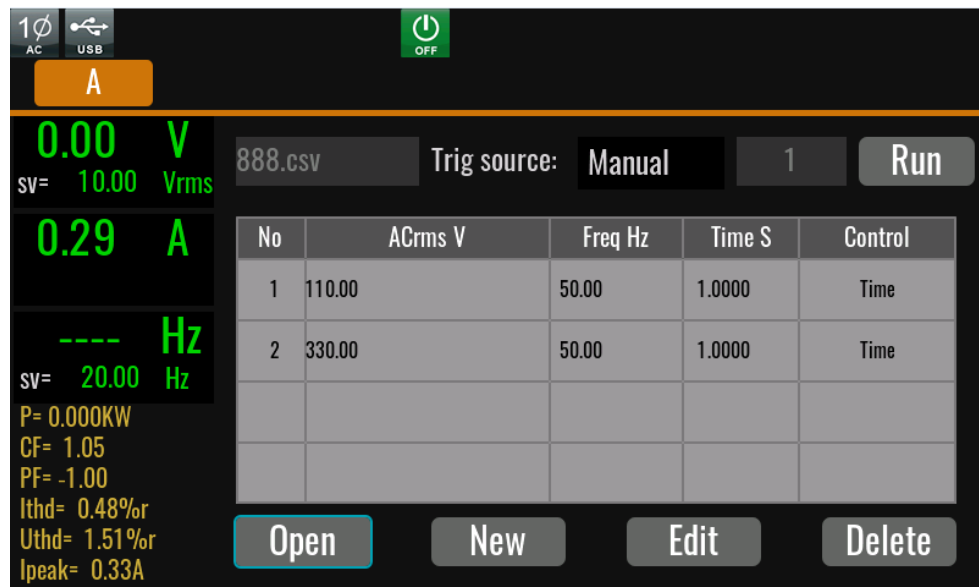 1Ø
AC
USB
OFF
A
0.00 V
sv= 10.00 Vrms
0.29 A
---- Hz
sv= 20.00 Hz
P= 0.000KW
CF= 1.05
PF= -1.00
Ithd= 0.48%r
Uthd= 1.51%r
Ipeak= 0.33A
888.csv Trig source: Manual 1 Run
No ACrms V Freq Hz Time S Control
1 110.00 50.00 1.0000 Time
2 330.00 50.00 1.0000 Time
Open New Edit Delete